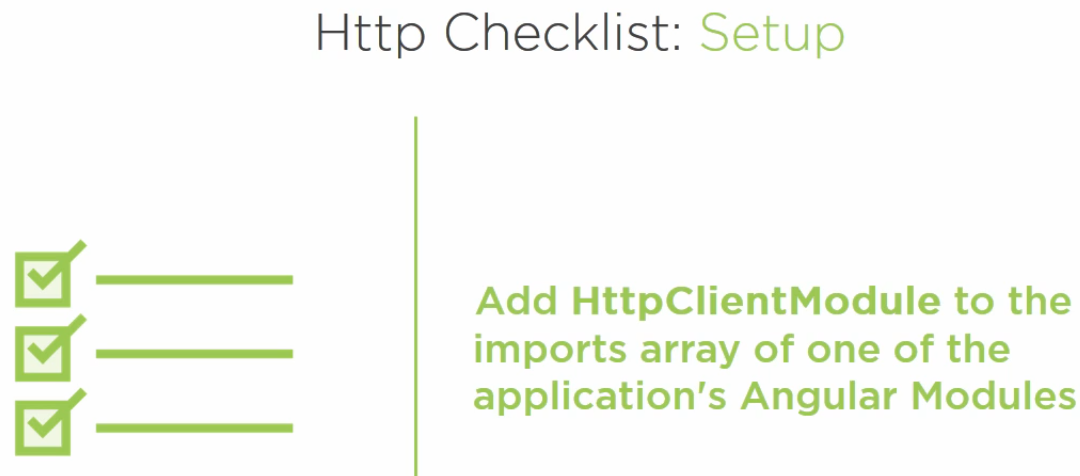 Http Checklist: Setup
Add HttpClientModule to the
imports array of one of the
application's Angular Modules